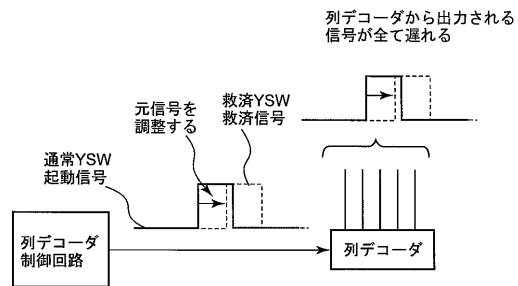 列デコーダから出力される
信号が全て遅れる
救済YSW
救済信号
元信号を
調整する
通常YSW
起動信号
列デコーダ
制御回路
列デコーダ